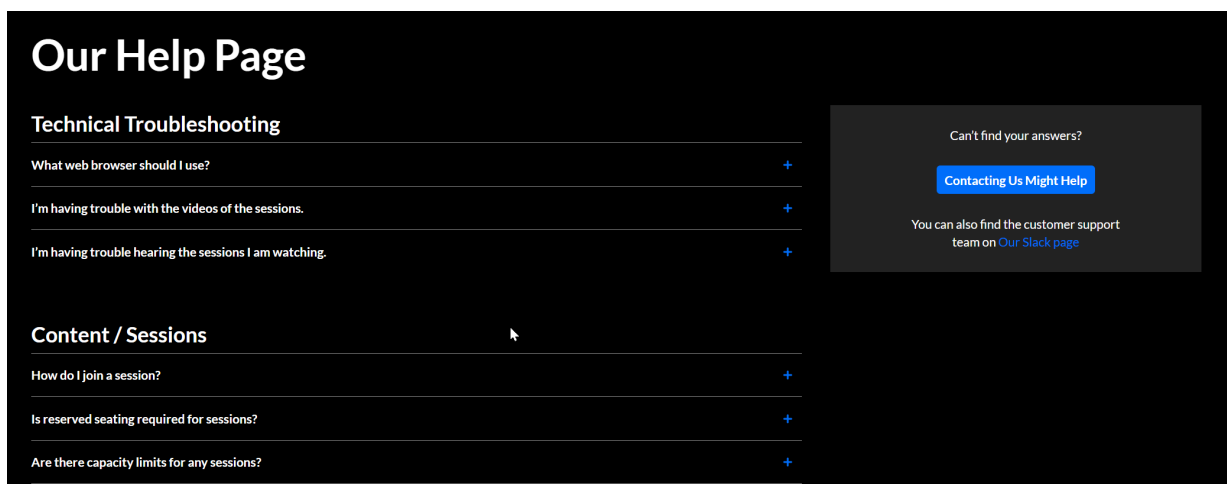 Our Help Page
Technical Troubleshooting
What web browser should I use?
I'm having trouble with the videos of the sessions.
I'm having trouble hearing the sessions I am watching.
Content / Sessions
How do I join a session?
Is reserved seating required for sessions?
Are there capacity limits for any sessions?
Can't find your answers?
Contacting Us Might Help
You can also find the customer support
team on Our Slack page